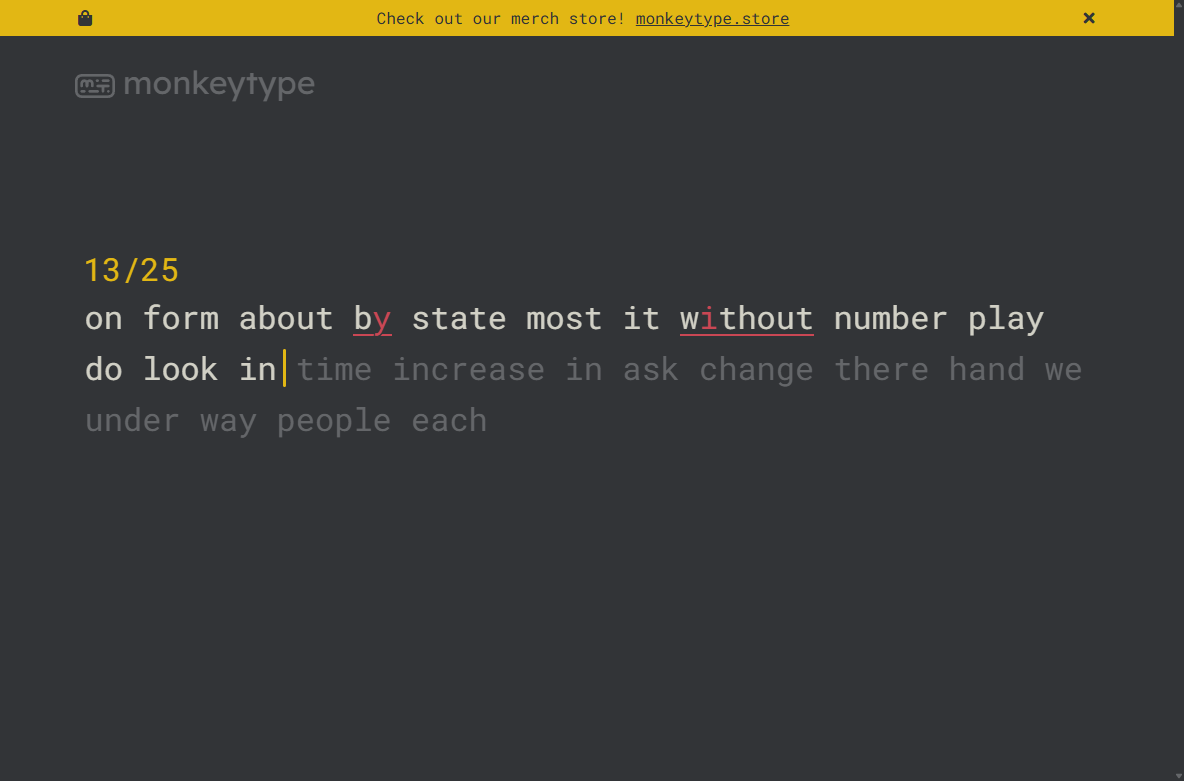 Check out our merch store! monkeytype.store
monkeytype
13/25
on form about by state most it without number play
do look in time increase in ask change there hand we
under way people each